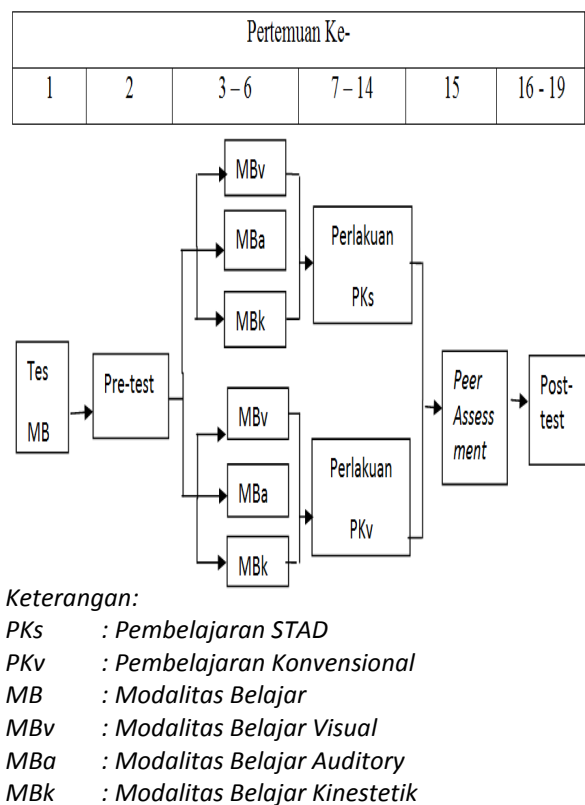 Pertemuan Ke-
1 2 3 – 6 7 – 14 15 16 - 19
MBv
MBa
MBk
Perlakuan
PKs
Tes
MB
Pre-test
MBv
MBa
MBk
Perlakuan
PKv
Peer
Assess
ment
Post-
test
Keterangan:
PKs : Pembelajaran STAD
PKv : Pembelajaran Konvensional
MB : Modalitas Belajar
MBv : Modalitas Belajar Visual
MBa : Modalitas Belajar Auditory
MBk : Modalitas Belajar Kinestetik